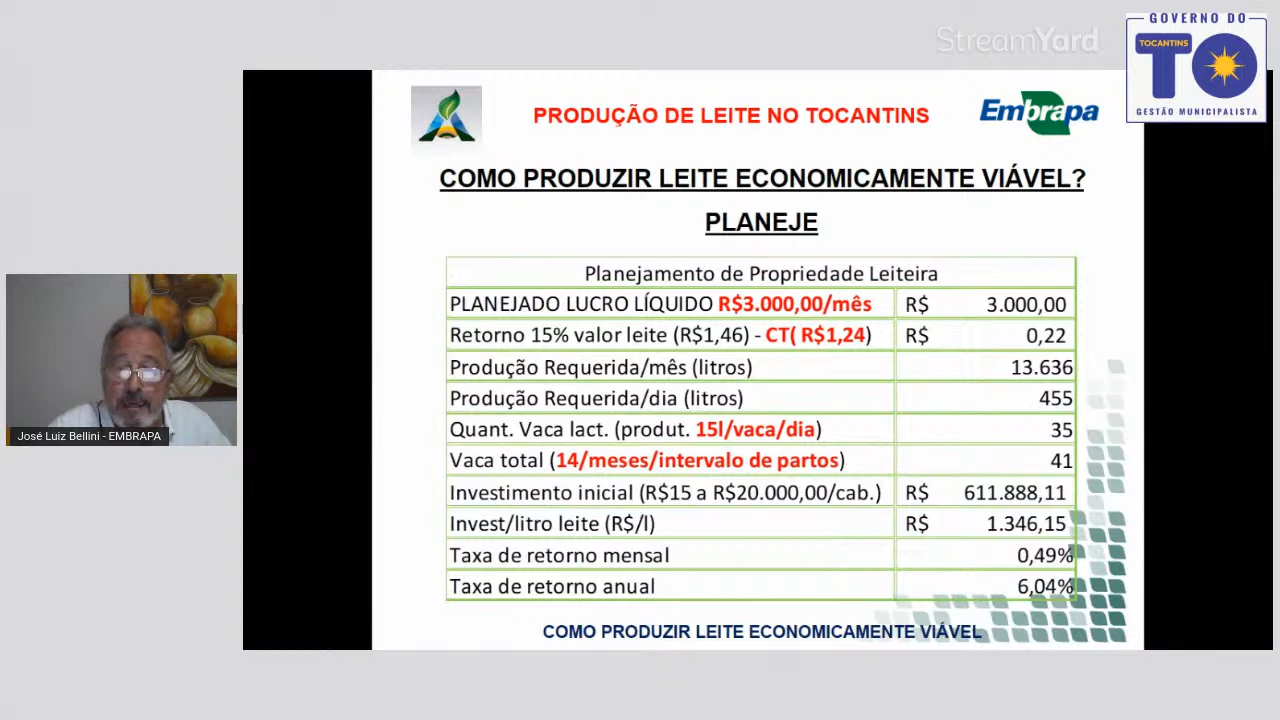 StreamYard
GOVERNO DO
TOCANTINS
TO
GESTÃO MUNICIPALISTA
PRODUÇÃO DE LEITE NO TOCANTINS
Embrapa
COMO PRODUZIR LEITE ECONOMICAMENTE VIÁVEL?
PLANEJE
Planejamento de Propriedade Leiteira
PLANEJADO LUCRO LÍQUIDO R$3.000,00/mês R$ 3.000,00
Retorno 15% valor leite (R$1,46) - CT( R$1,24) R$ 0,22
Produção Requerida/mês (litros) 13.636
Produção Requerida/dia (litros) 455
Quant. Vaca lact. (produt. 15l/vaca/dia) 35
Vaca total (14/meses/intervalo de partos) 41
Investimento inicial (R$15 a R$20.000,00/cab.) R$ 611.888,11
Invest/litro leite (R$/l) R$ 1.346,15
Taxa de retorno mensal 0,49%
Taxa de retorno anual 6,04%
COMO PRODUZIR LEITE ECONOMICAMENTE VIÁVEL
José Luiz Bellini - EMBRAPA